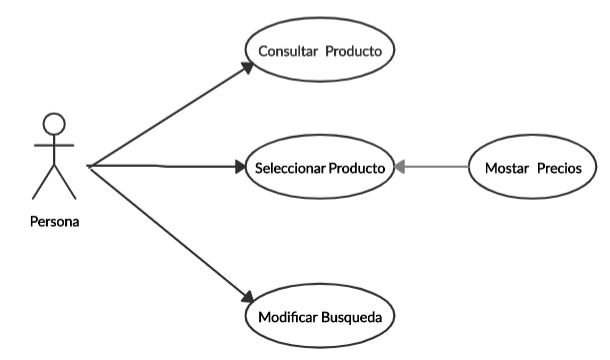 Consultar Producto
Seleccionar Producto
Mostar Precios
Persona
Modificar Busqueda